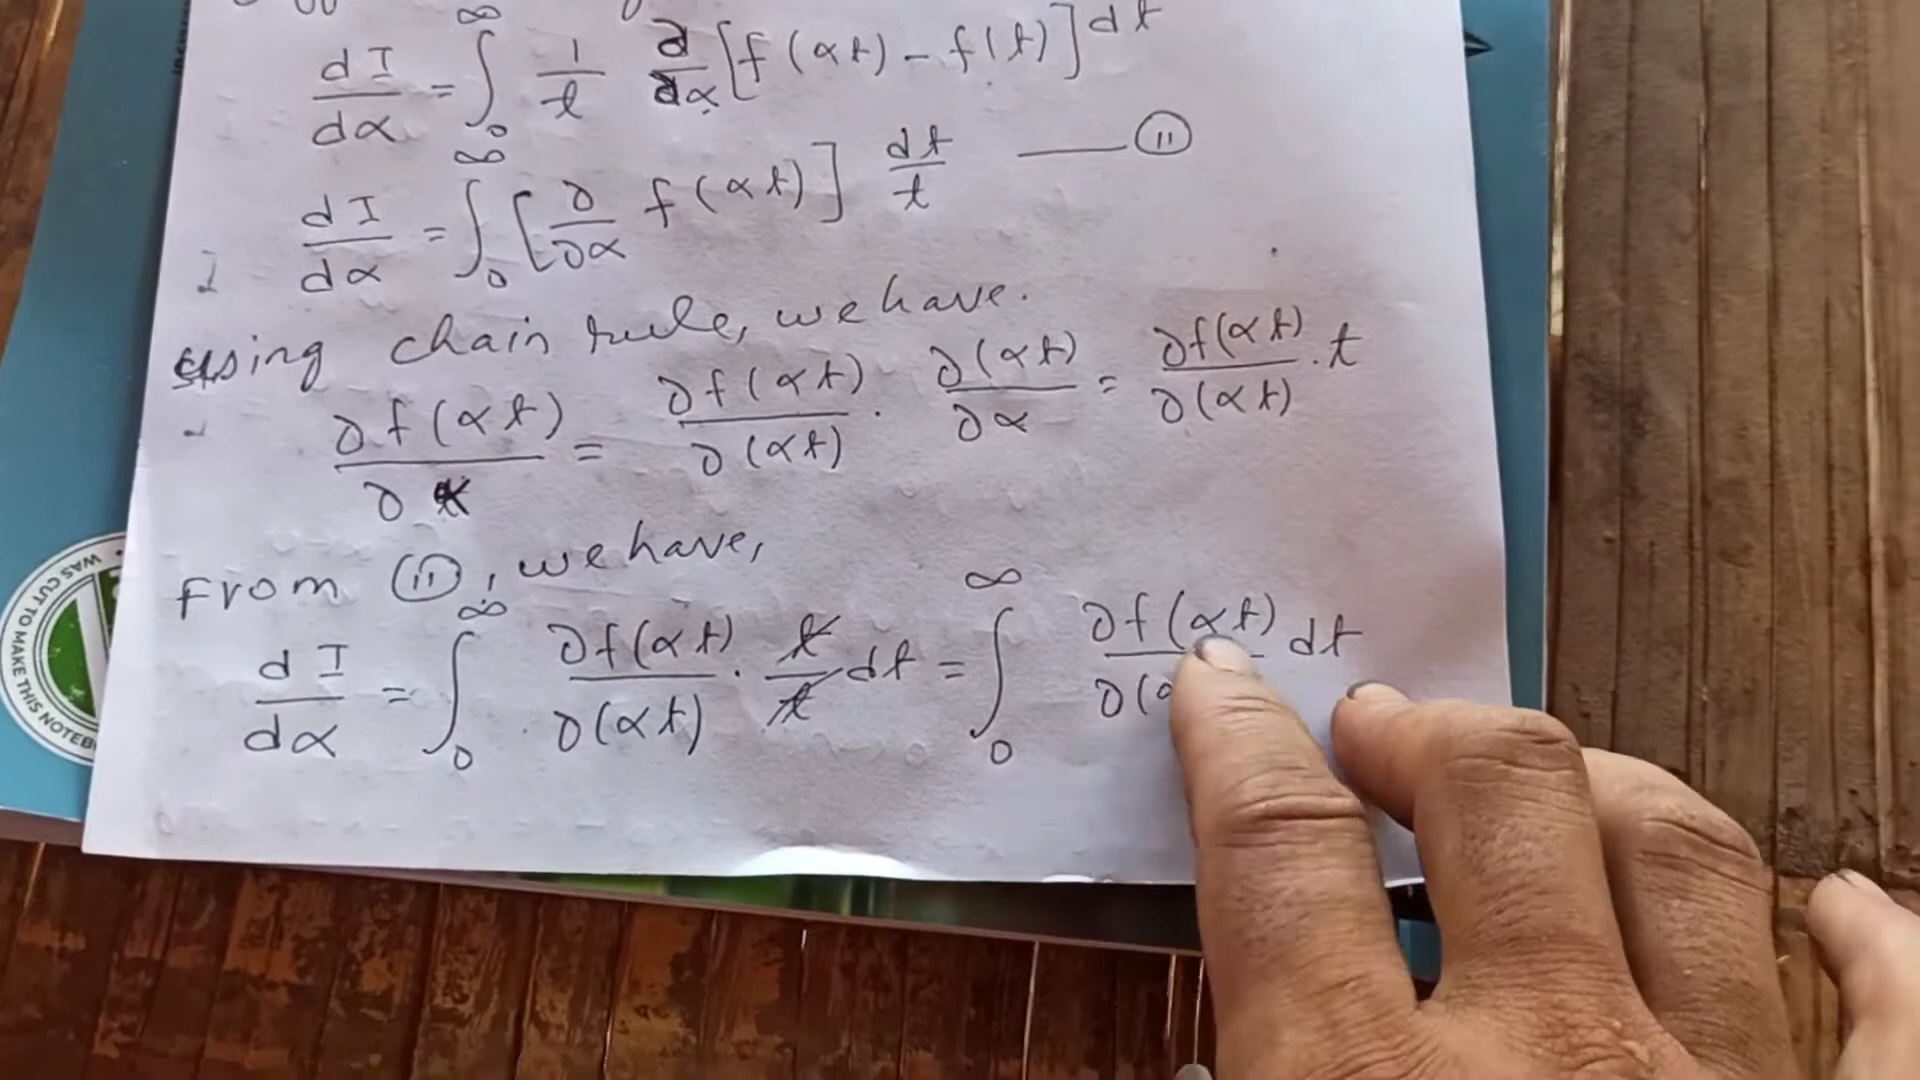 dI/dα = ∫₀^∞ 1/t ∂/∂α [f(αt) - f(t)] dt
dI/dα = ∫₀^∞ [∂/∂α f(αt)] dt/t —— (11)
using chain rule, we have.
∂f(αt)/∂α = ∂f(αt)/∂(αt) · ∂(αt)/∂α = ∂f(αt)/∂(αt) · t
From (11), we have,
dI/dα = ∫₀^∞ ∂f(αt)/∂(αt) · t/t dt = ∫₀^∞ ∂f(αt)/∂(α dt
WAS CUT TO MAKE THIS NOTEB